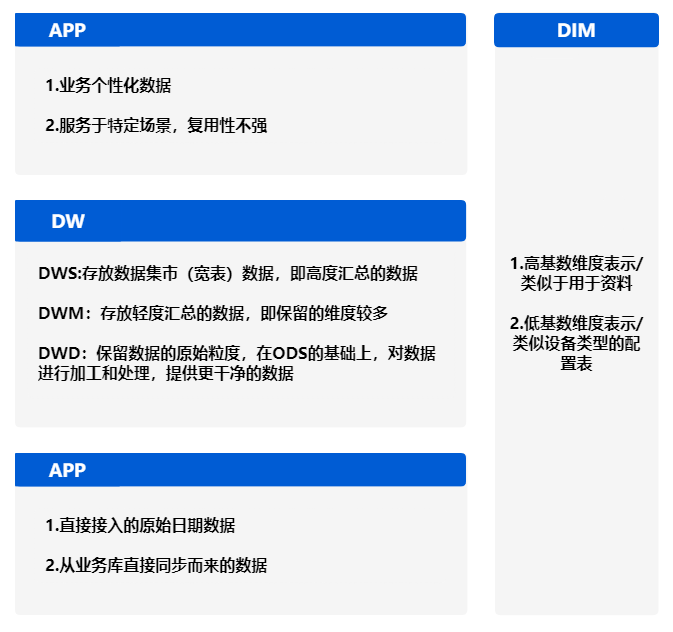 APP
1.业务个性化数据
2.服务于特定场景，复用性不强
DW
DWS:存放数据集市（宽表）数据，即高度汇总的数据
DWM：存放轻度汇总的数据，即保留的维度较多
DWD：保留数据的原始粒度，在ODS的基础上，对数据
进行加工和处理，提供更干净的数据
APP
1.直接接入的原始日期数据
2.从业务库直接同步而来的数据
DIM
1.高基数维度表示/
类似于用于资料
2.低基数维度表示/
类似设备类型的配
置表